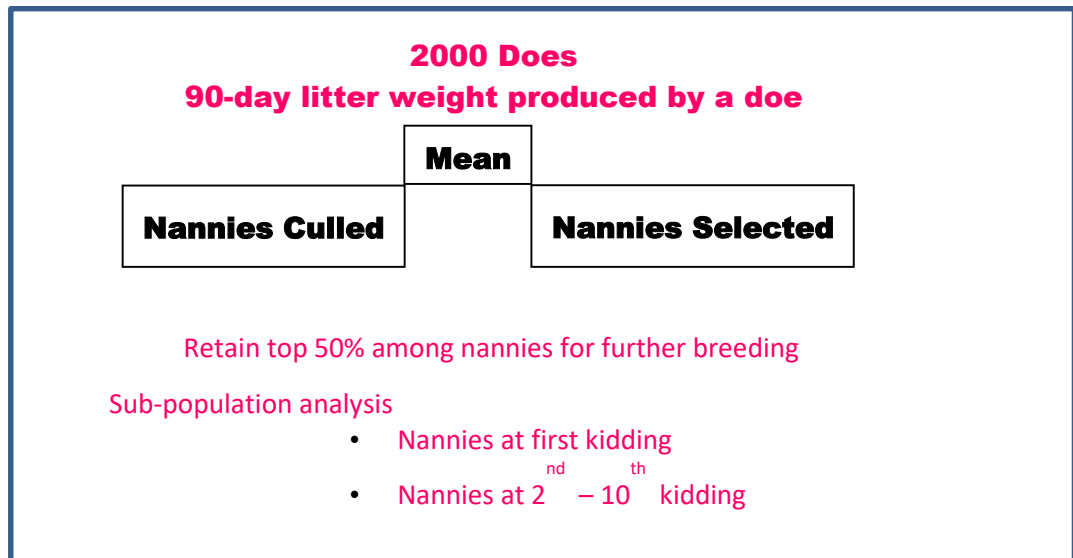 2000 Does
90-day litter weight produced by a doe
Mean
Nannies Culled
Nannies Selected
Retain top 50% among nannies for further breeding
Sub-population analysis
• Nannies at first kidding
• Nannies at 2nd – 10th kidding